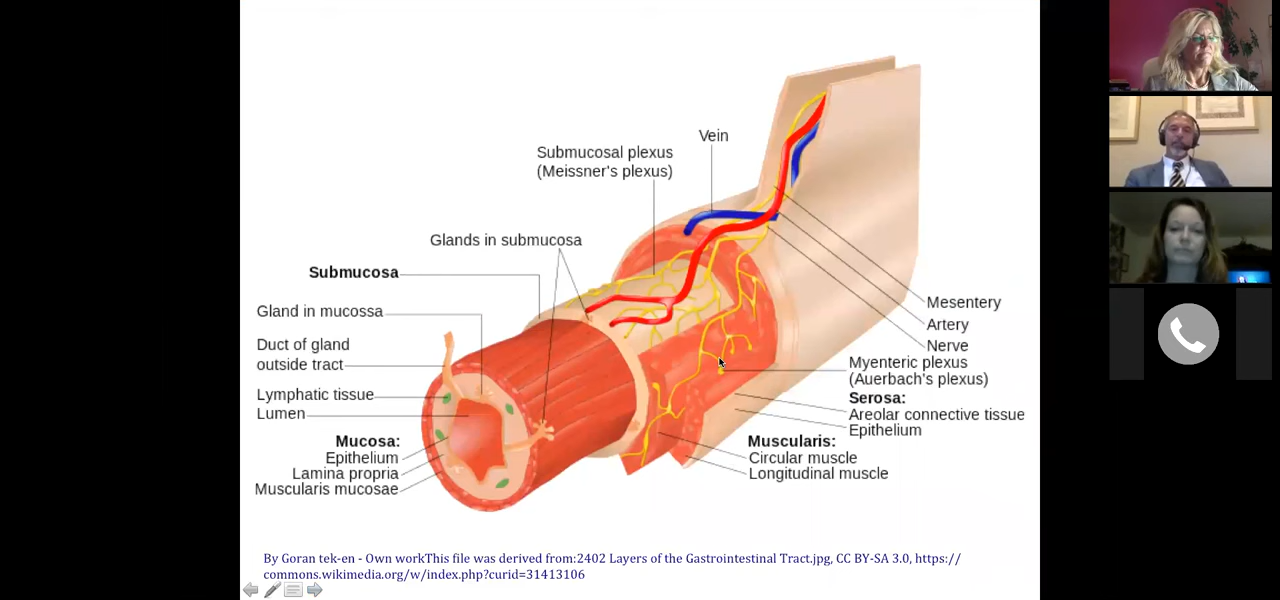 Vein
Submucosal plexus
(Meissner's plexus)
Glands in submucosa
Submucosa
Gland in mucossa
Duct of gland
outside tract
Lymphatic tissue
Lumen
Mucosa:
Epithelium
Lamina propria
Muscularis mucosae
Mesentery
Artery
Nerve
Myenteric plexus
(Auerbach's plexus)
Serosa:
Areolar connective tissue
Epithelium
Muscularis:
Circular muscle
Longitudinal muscle
By Goran tek-en - Own workThis file was derived from:2402 Layers of the Gastrointestinal Tract.jpg, CC BY-SA 3.0, https://
commons.wikimedia.org/w/index.php?curid=31413106